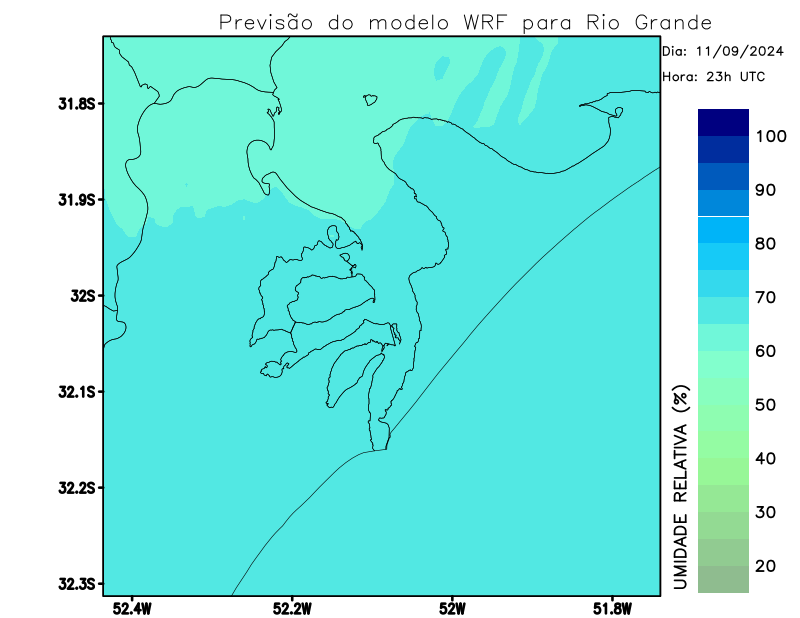 Previsão do modelo WRF para Rio Grande
Dia: 11/09/2024
Hora: 23h UTC
31.8S
31.9S
32S
32.1S
32.2S
32.3S
52.4W
52.2W
52W
51.8W
UMIDADE RELATIVA (%)
100
90
80
70
60
50
40
30
20